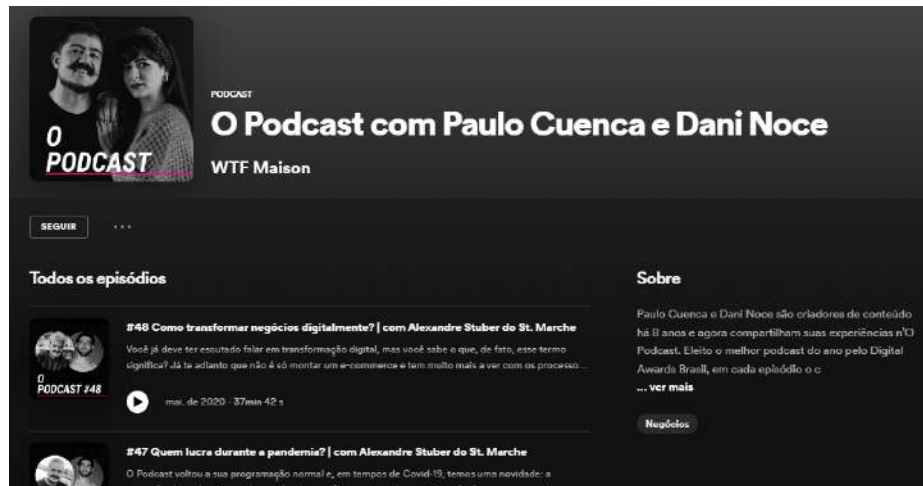 O
PODCAST
PODCAST
O Podcast com Paulo Cuenca e Dani Noce
WTF Maison
SEGUIR
Todos os episódios
O
PODCAST #48
#48 Como transformar negócios digitalmente? | com Alexandre Stuber do St. Marche
Você já deve ter escutado falar em transformação digital, mas você sabe o que, de fato, esse termo
significa? Já te adianto que não é só montar um e-commerce e tem muito mais a ver com os processo...
mai. de 2020 · 37min 42 s
#47 Quem lucra durante a pandemia? | com Alexandre Stuber do St. Marche
O Podcast voltou a sua programação normal e, em tempos de Covid-19, temos uma novidade: a
Sobre
Paulo Cuenca e Dani Noce são criadores de conteúdo
há 8 anos e agora compartilham suas experiências n'O
Podcast. Eleito o melhor podcast do ano pelo Digital
Awards Brasil, em cada episódio o c
... ver mais
Negócios